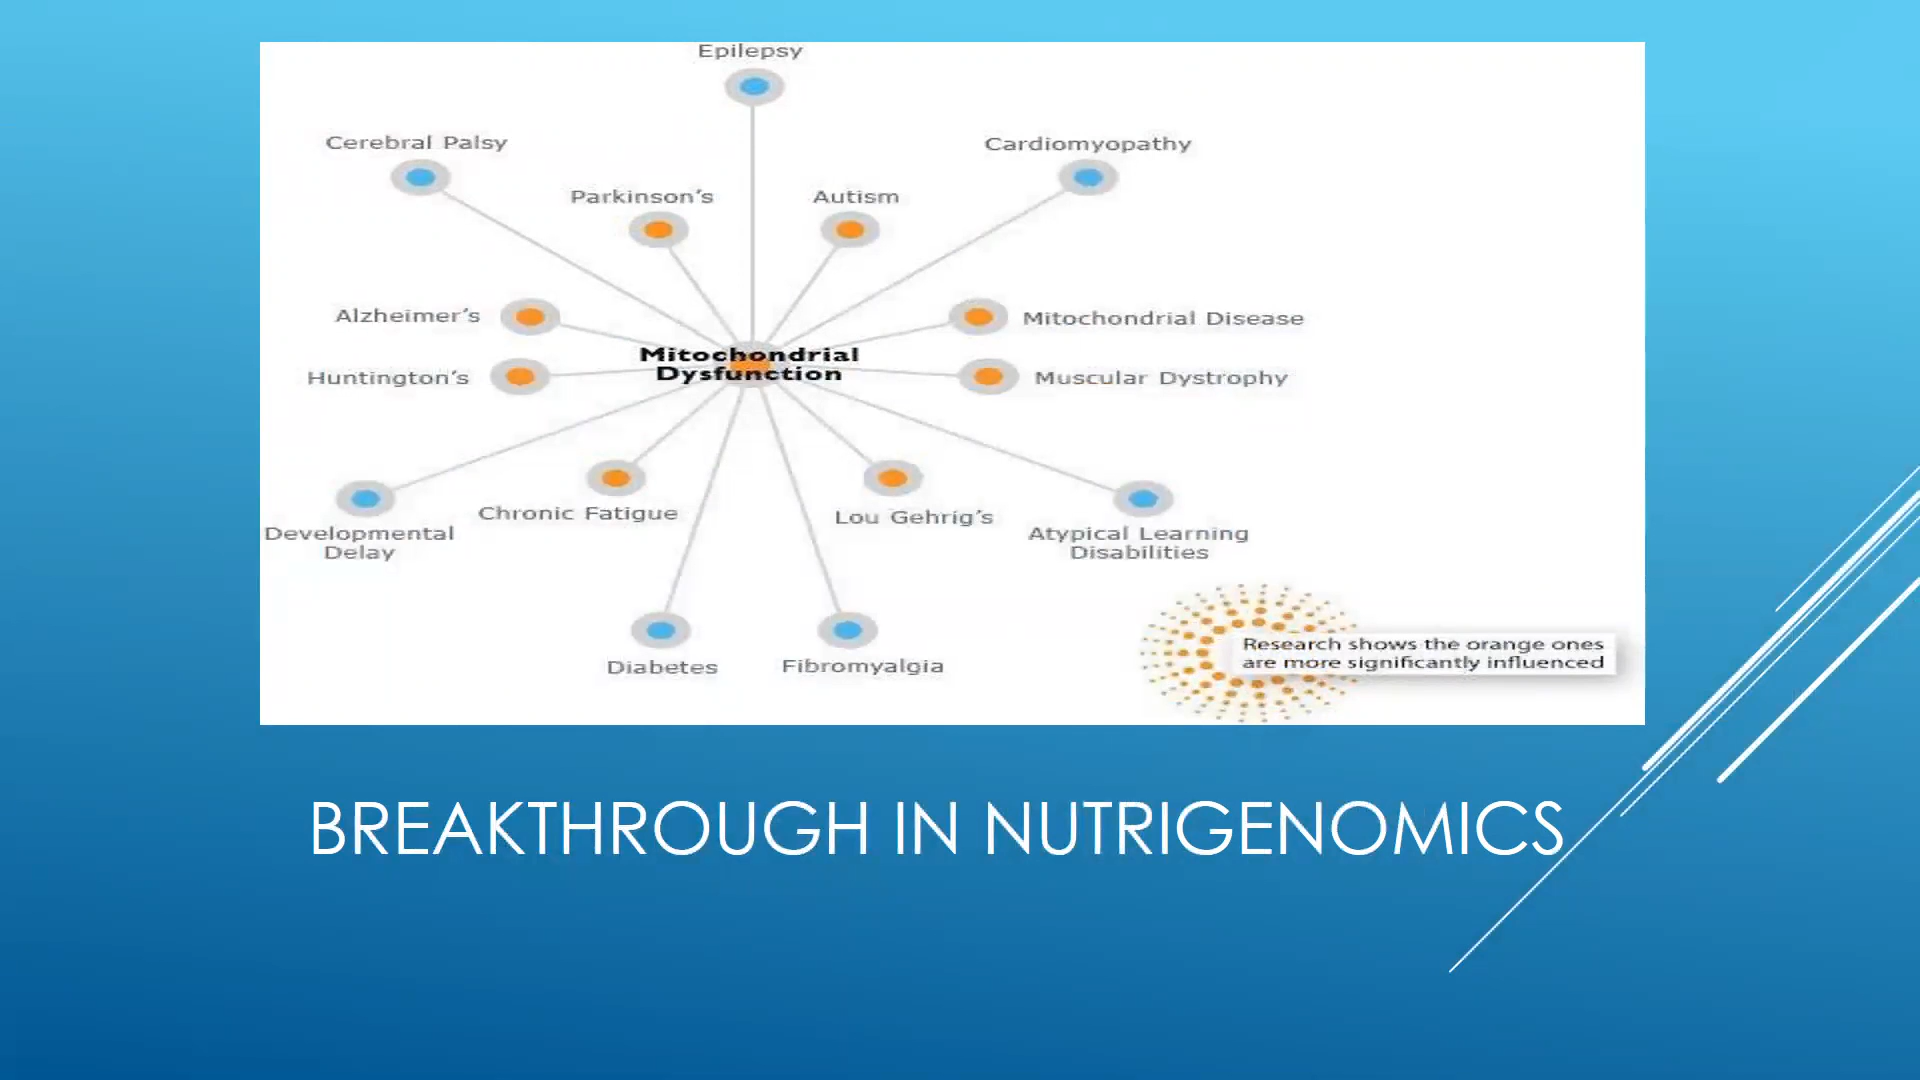 Epilepsy
Cerebral Palsy
Cardiomyopathy
Parkinson's
Autism
Alzheimer's
Mitochondrial Disease
Mitochondrial
Dysfunction
Huntington's
Muscular Dystrophy
Chronic Fatigue
Lou Gehrig's
Developmental
Delay
Atypical Learning
Disabilities
Diabetes
Fibromyalgia
Research shows the orange ones
are more significantly influenced
BREAKTHROUGH IN NUTRIGENOMICS